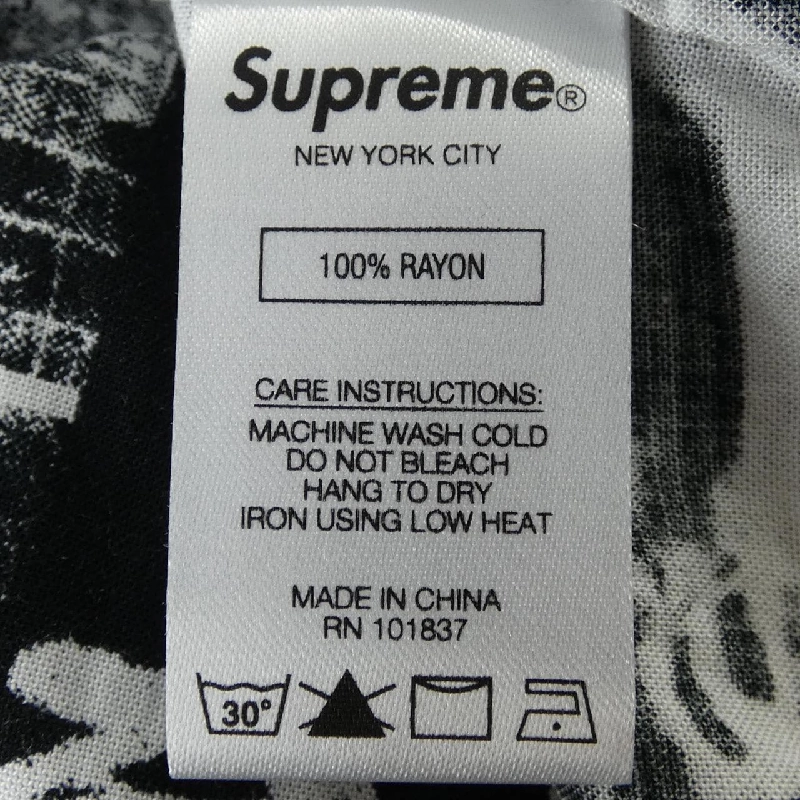 Supreme®
NEW YORK CITY
100% RAYON
CARE INSTRUCTIONS:
MACHINE WASH COLD
DO NOT BLEACH
HANG TO DRY
IRON USING LOW HEAT
MADE IN CHINA
RN 101837
30°